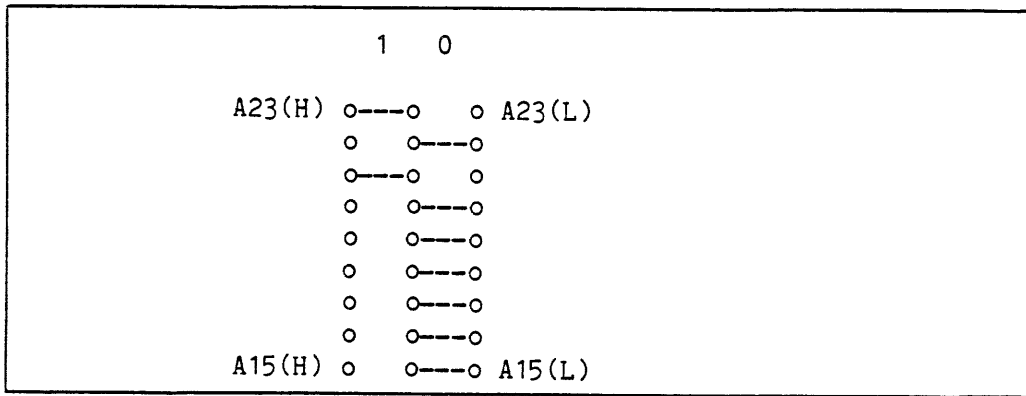 1 0
A23(H) o---o o A23(L)
o o---o
o---o o
o o---o
o o---o
o o---o
o o---o
o o---o
A15(H) o o---o A15(L)